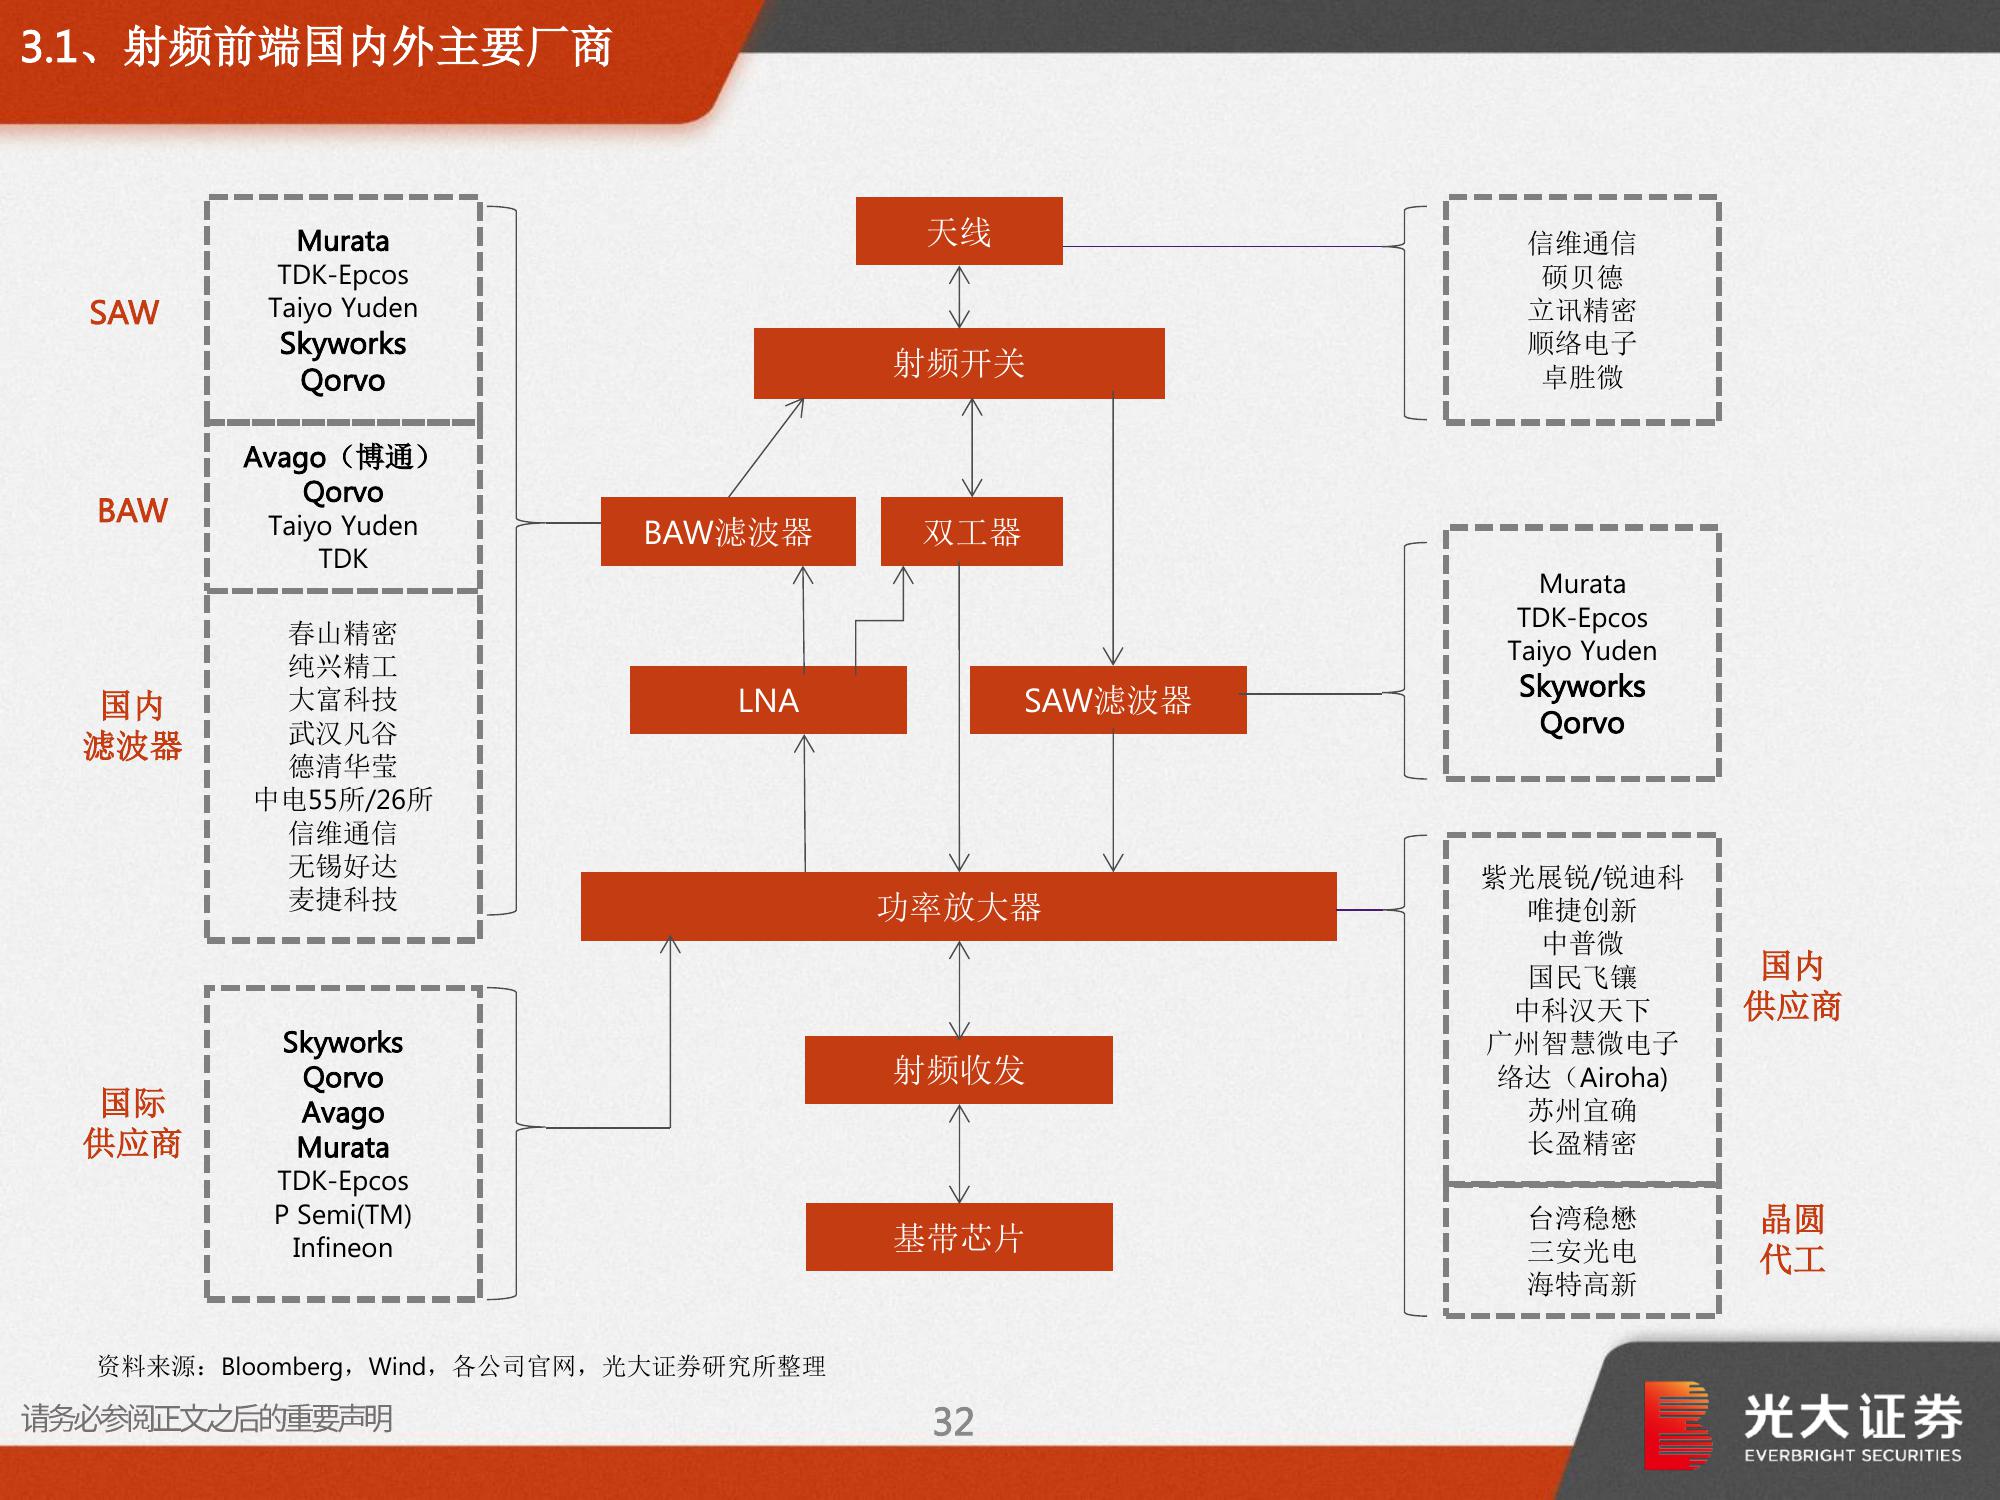 3.1、射频前端国内外主要厂商
SAW
Murata
TDK-Epcos
Taiyo Yuden
Skyworks
Qorvo
BAW
Avago（博通）
Qorvo
Taiyo Yuden
TDK
国内
滤波器
春山精密
纯兴精工
大富科技
武汉凡谷
德清华莹
中电55所/26所
信维通信
无锡好达
麦捷科技
国际
供应商
Skyworks
Qorvo
Avago
Murata
TDK-Epcos
P Semi(TM)
Infineon
天线
射频开关
BAW滤波器
双工器
LNA
SAW滤波器
功率放大器
射频收发
基带芯片
信维通信
硕贝德
立讯精密
顺络电子
卓胜微
Murata
TDK-Epcos
Taiyo Yuden
Skyworks
Qorvo
紫光展锐/锐迪科
唯捷创新
中普微
国民飞镶
中科汉天下
广州智慧微电子
络达（Airoha)
苏州宜确
长盈精密
国内
供应商
台湾稳懋
三安光电
海特高新
晶圆
代工
资料来源：Bloomberg，Wind，各公司官网，光大证券研究所整理
请务必参阅正文之后的重要声明
32
光大证券
EVERBRIGHT SECURITIES